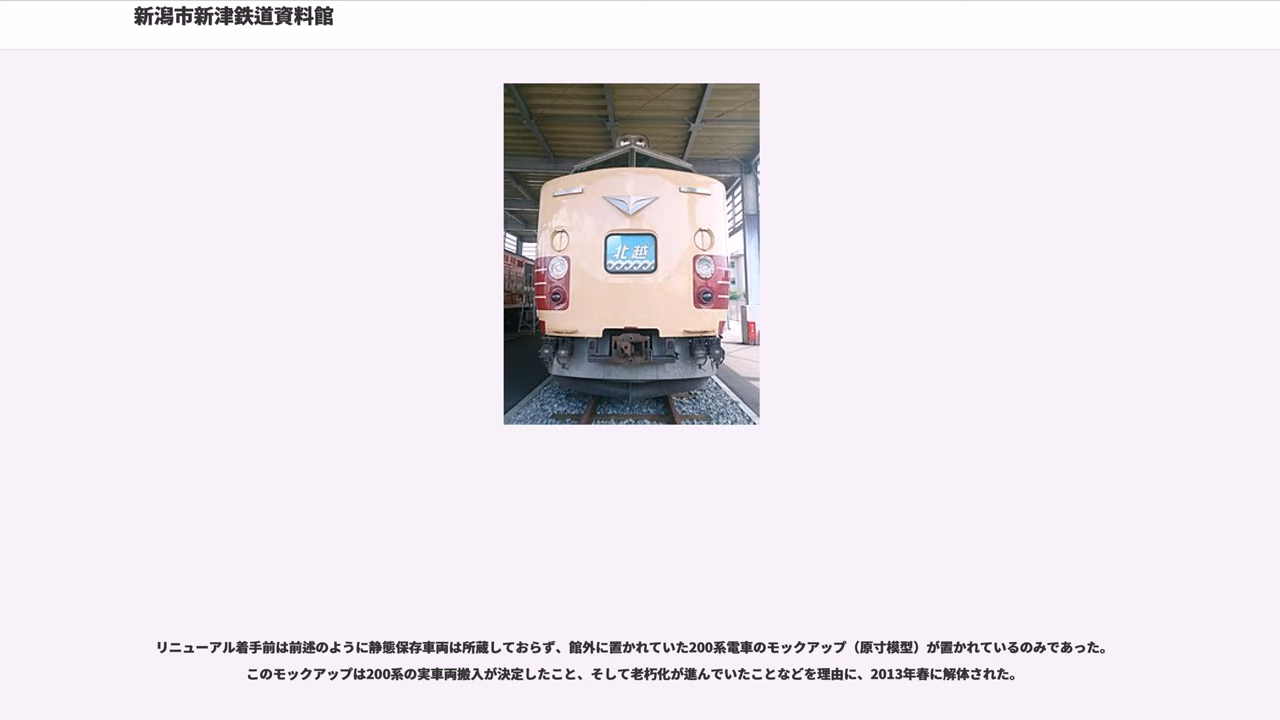 新潟市新津鉄道資料館
北越
リニューアル着手前は前述のように静態保存車両は所蔵しておらず、館外に置かれていた200系電車のモックアップ（原寸模型）が置かれているのみであった。
このモックアップは200系の実車両搬入が決定したこと、そして老朽化が進んでいたことなどを理由に、2013年春に解体された。